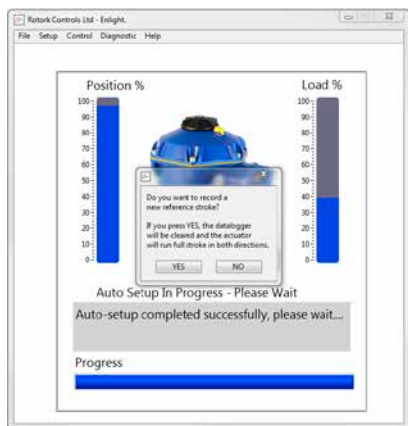 Rotork Controls Ltd - Enlight.
File Setup Control Diagnostic Help
Position % Load %
100 100
90 90
80 80
70 70
60 60
50 50
40 40
30 30
20 20
10 10
0 0
Do you want to record a
new reference stroke?
If you press YES, the datalogger
will be cleared and the actuator
will run full stroke in both directions.
YES NO
Auto Setup In Progress - Please Wait
Auto-setup completed successfully, please wait....
Progress